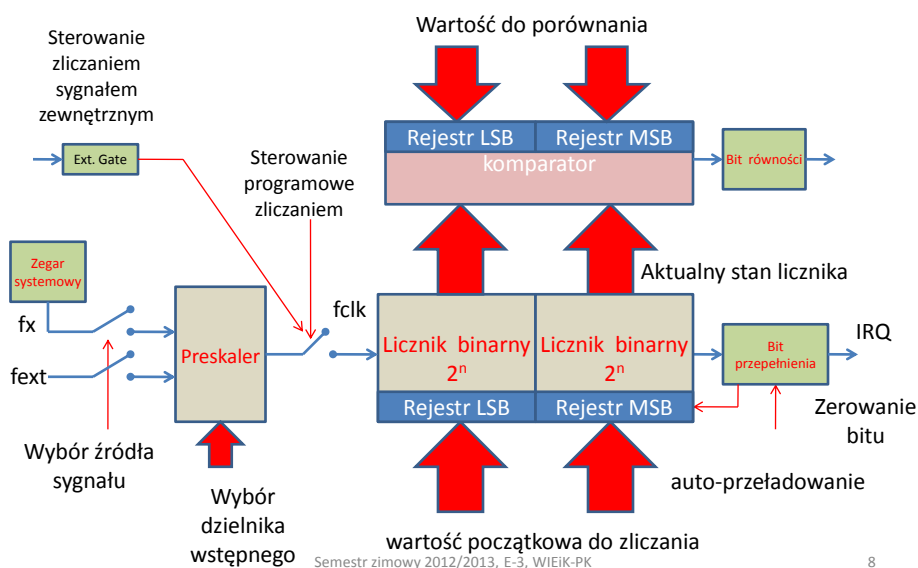 Wartość do porównania
Sterowanie
zliczaniem
sygnałem
zewnętrznym
Ext. Gate
Sterowanie
programowe
zliczaniem
Rejestr LSB
Rejestr MSB
komparator
Bit równości
Aktualny stan licznika
Zegar
systemowy
fx
fext
Preskaler
fclk
Licznik binarny
2ⁿ
Licznik binarny
2ⁿ
Rejestr LSB
Rejestr MSB
Bit
przepełnienia
IRQ
Zerowanie
bitu
Wybór źródła
sygnału
Wybór
dzielnika
wstępnego
auto-przeładowanie
wartość początkowa do zliczania
Semestr zimowy 2012/2013, E-3, WIEiK-PK
8